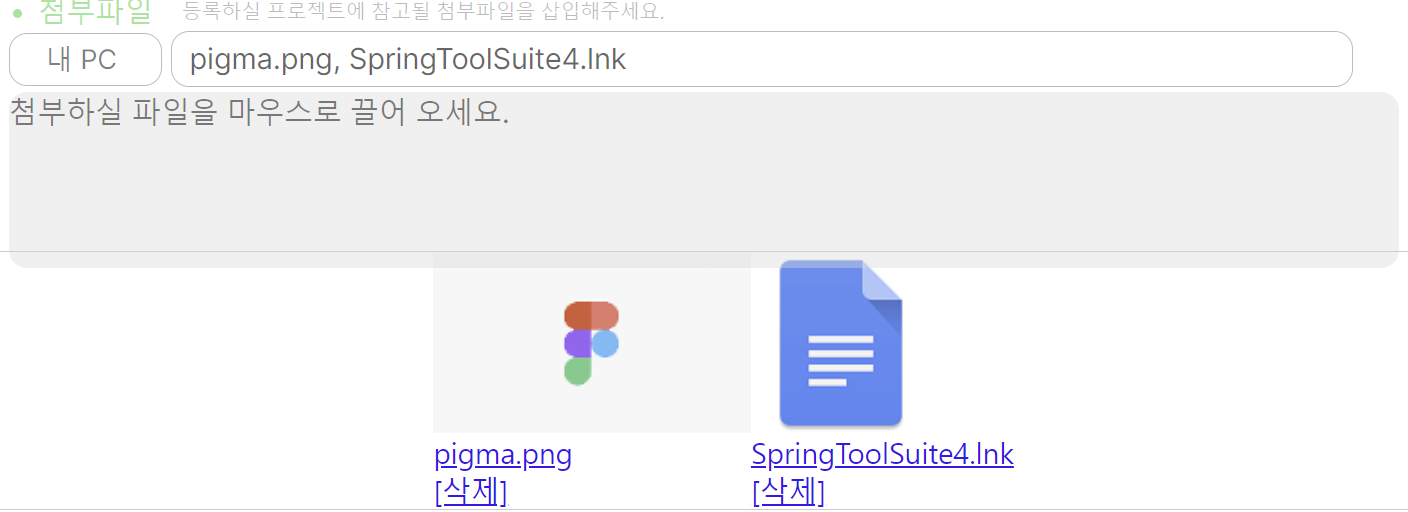 • 첨부파일 등록하실 프로젝트에 참고될 첨부파일을 삽입해주세요.
내 PC pigma.png, SpringToolSuite4.lnk
첨부하실 파일을 마우스로 끌어 오세요.
pigma.png SpringToolSuite4.lnk
[삭제] [삭제]